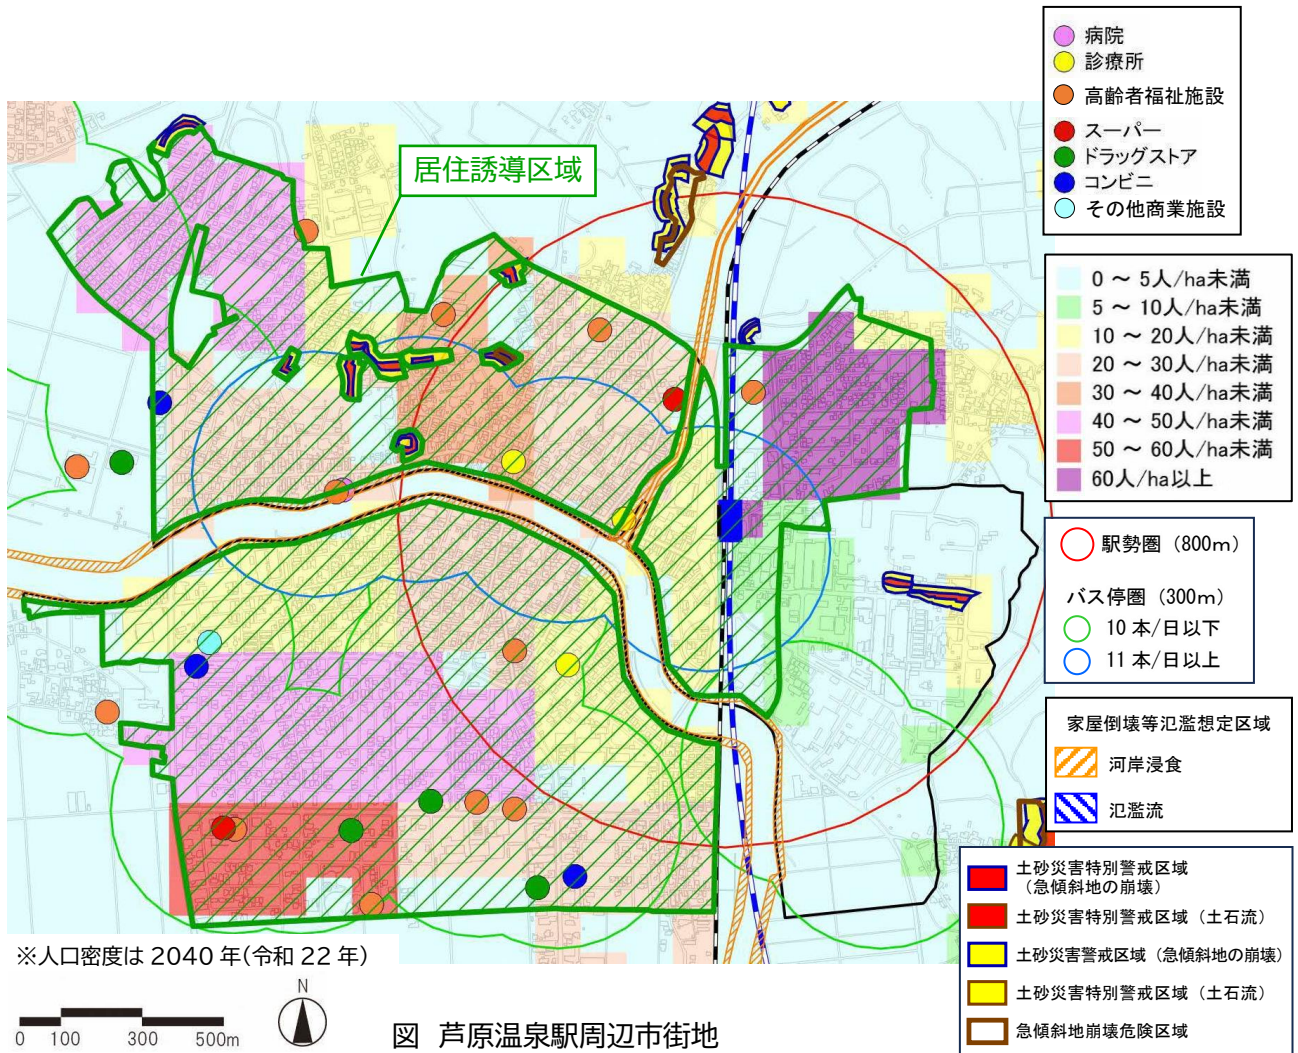 病院
診療所
高齢者福祉施設
スーパー
ドラッグストア
コンビニ
その他商業施設
居住誘導区域
0 ～ 5人/ha未満
5 ～ 10人/ha未満
10 ～ 20人/ha未満
20 ～ 30人/ha未満
30 ～ 40人/ha未満
40 ～ 50人/ha未満
50 ～ 60人/ha未満
60人/ha以上
駅勢圏（800m）
バス停圏（300m）
10 本/日以下
11 本/日以上
家屋倒壊等氾濫想定区域
河岸浸食
氾濫流
土砂災害特別警戒区域
（急傾斜地の崩壊）
土砂災害特別警戒区域（土石流）
土砂災害警戒区域（急傾斜地の崩壊）
土砂災害特別警戒区域（土石流）
急傾斜地崩壊危険区域
※人口密度は 2040 年(令和 22 年)
N
0 100 300 500m
図 芦原温泉駅周辺市街地